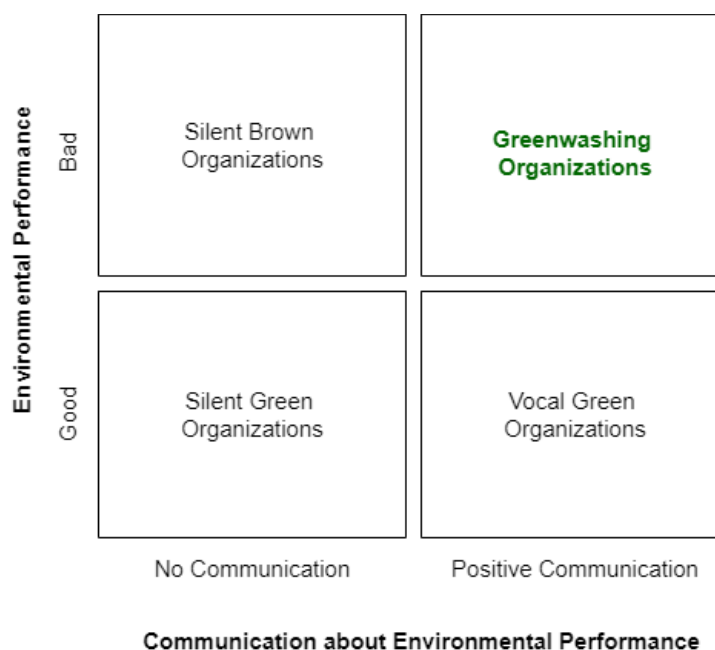 Environmental Performance
Bad
Silent Brown
Organizations
Greenwashing
Organizations
Good
Silent Green
Organizations
Vocal Green
Organizations
No Communication
Positive Communication
Communication about Environmental Performance